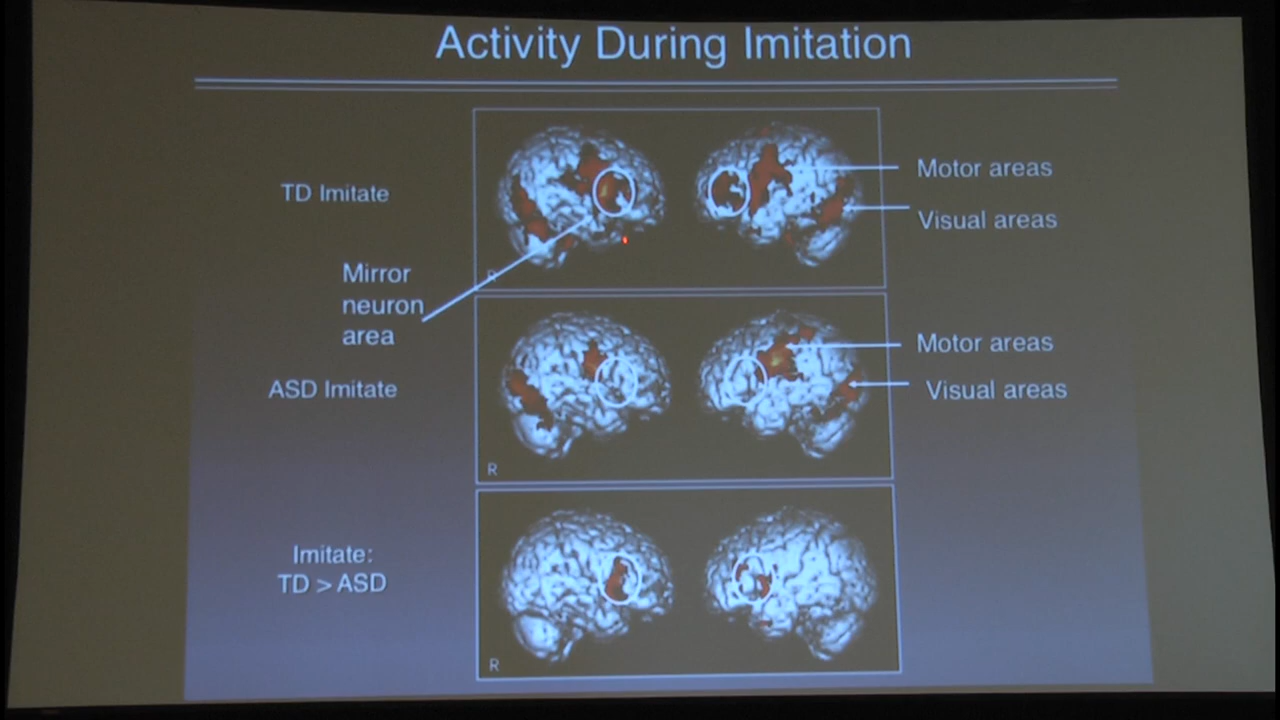 Activity During Imitation
TD Imitate
Motor areas
Visual areas
Mirror
neuron
area
R
ASD Imitate
Motor areas
Visual areas
R
Imitate:
TD > ASD
R